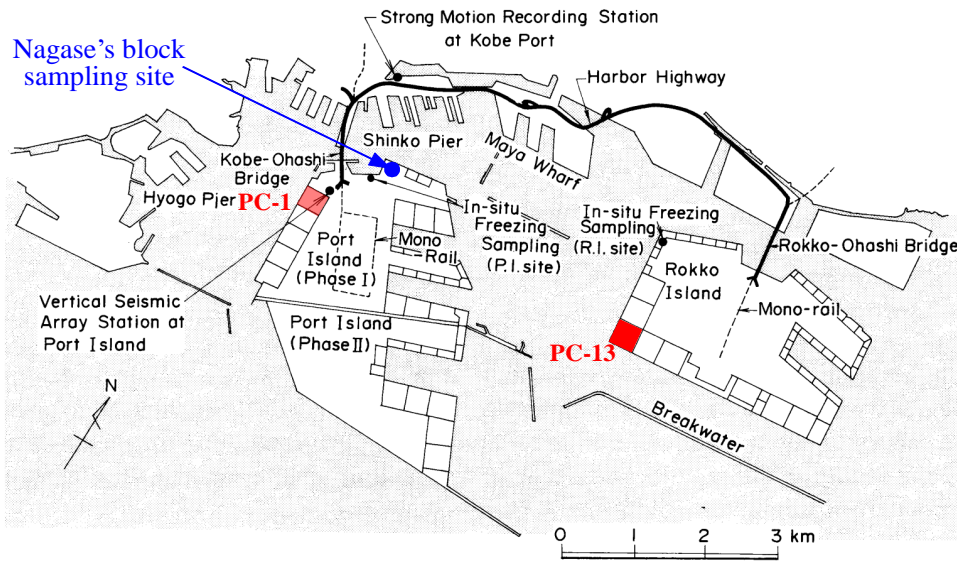 Strong Motion Recording Station
at Kobe Port
Nagase's block
sampling site
Harbor Highway
Shinko Pier
Maya Wharf
Kobe-Ohashi
Bridge
Hyogo Pier
PC-1
In-situ
Freezing
Sampling
(P.I. site)
In-situ Freezing
Sampling
(R.I. site)
Port
Island
(Phase I)
Mono
-Rail
Rokko-Ohashi Bridge
Rokko
Island
Mono-rail
Vertical Seismic
Array Station at
Port Island
Port Island
(Phase II)
PC-13
N
Breakwater
0 1 2 3 km